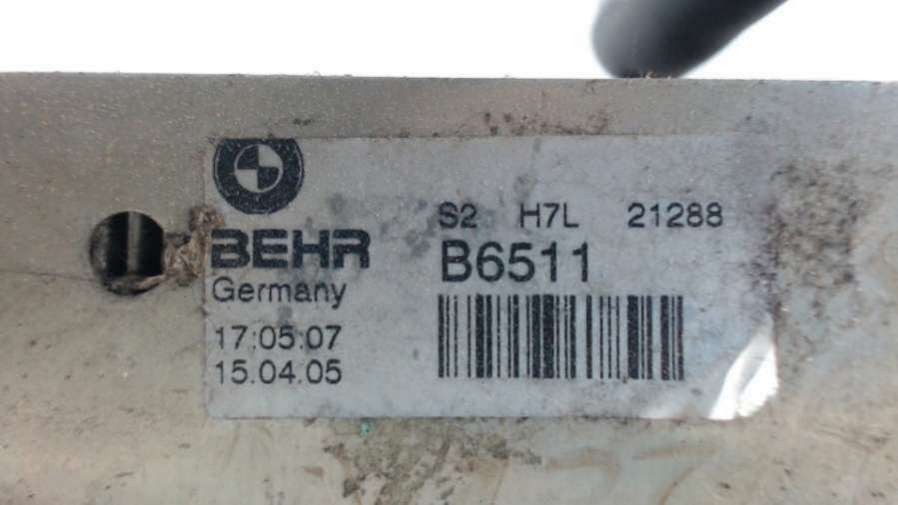 S2 H7L 21288
BEHR B6511
Germany
17:05:07
15.04.05